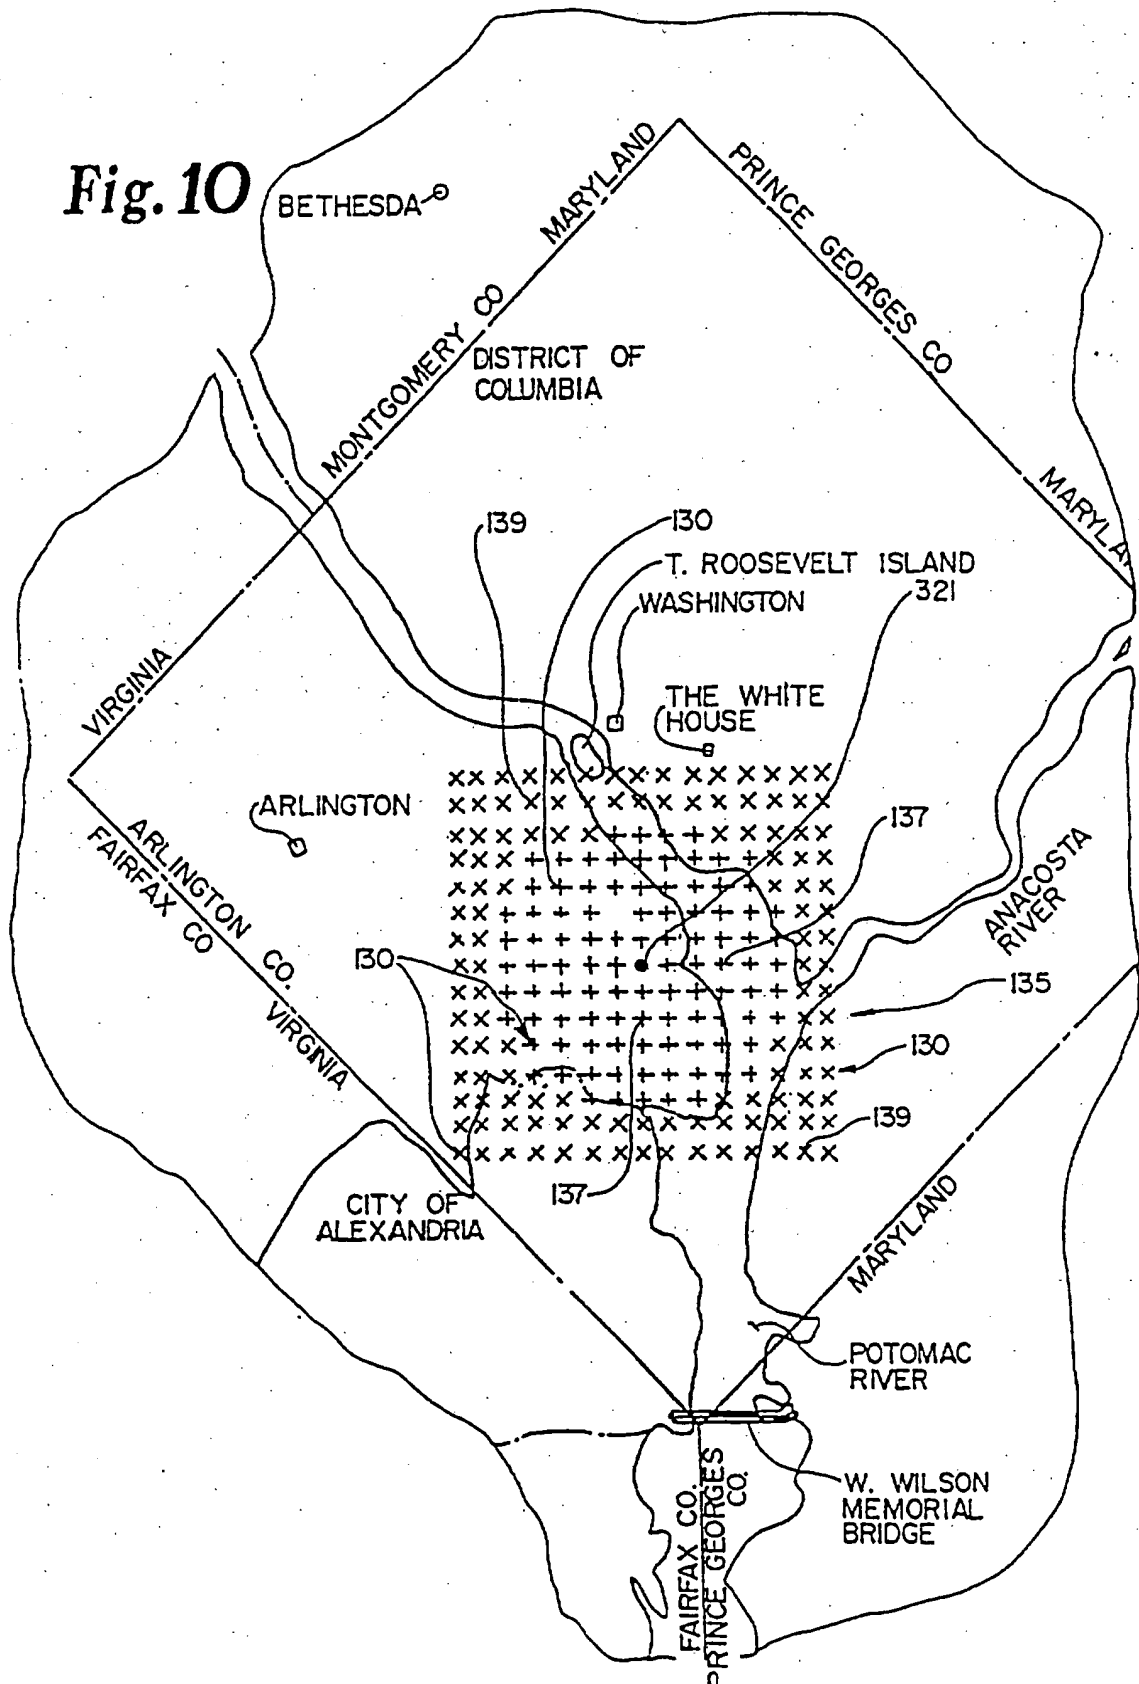 Fig. 10
BETHESDA
MARYLAND
PRINCE GEORGES CO
MONTGOMERY CO
DISTRICT OF
COLUMBIA
MARYLA
139
130
T. ROOSEVELT ISLAND
321
WASHINGTON
VIRGINIA
THE WHITE
HOUSE
ARLINGTON
137
ARLINGTON CO.
FAIRFAX CO
VIRGINIA
ANACOSTA
RIVER
130
135
130
139
137
CITY OF
ALEXANDRIA
MARYLAND
POTOMAC
RIVER
W. WILSON
MEMORIAL
BRIDGE
FAIRFAX CO.
PRINCE GEORGES
CO.